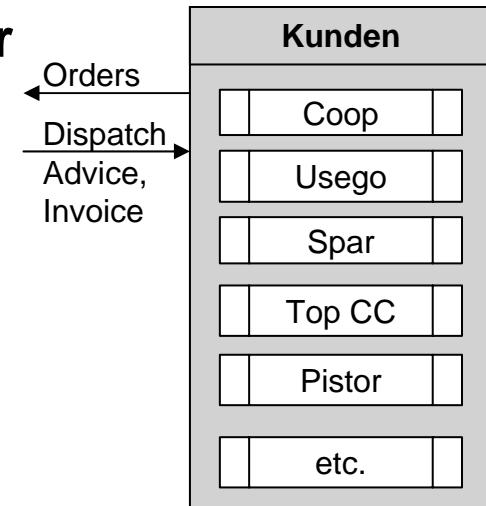 r
Kunden
Orders
Dispatch
Advice,
Invoice
Coop
Usego
Spar
Top CC
Pistor
etc.